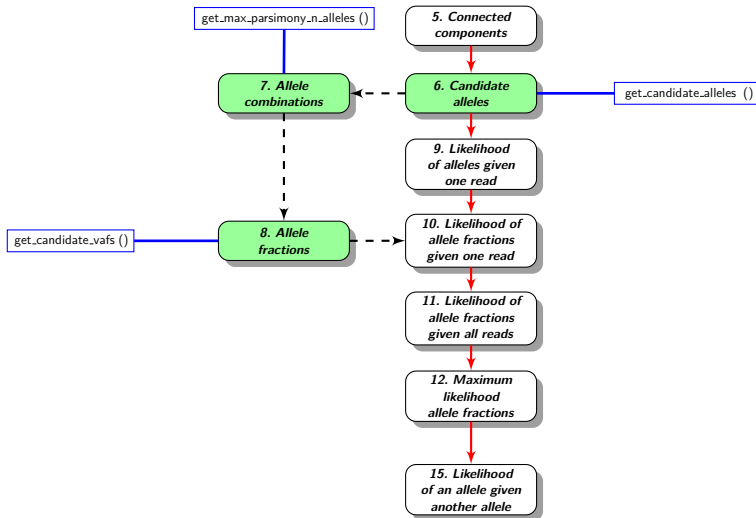 get_max_parsimony_n_alleles ()
5. Connected
components
7. Allele
combinations
6. Candidate
alleles
get_candidate_alleles ()
9. Likelihood
of alleles given
one read
get_candidate_vafs ()
8. Allele
fractions
10. Likelihood of
allele fractions
given one read
11. Likelihood of
allele fractions
given all reads
12. Maximum
likelihood
allele fractions
15. Likelihood
of an allele given
another allele